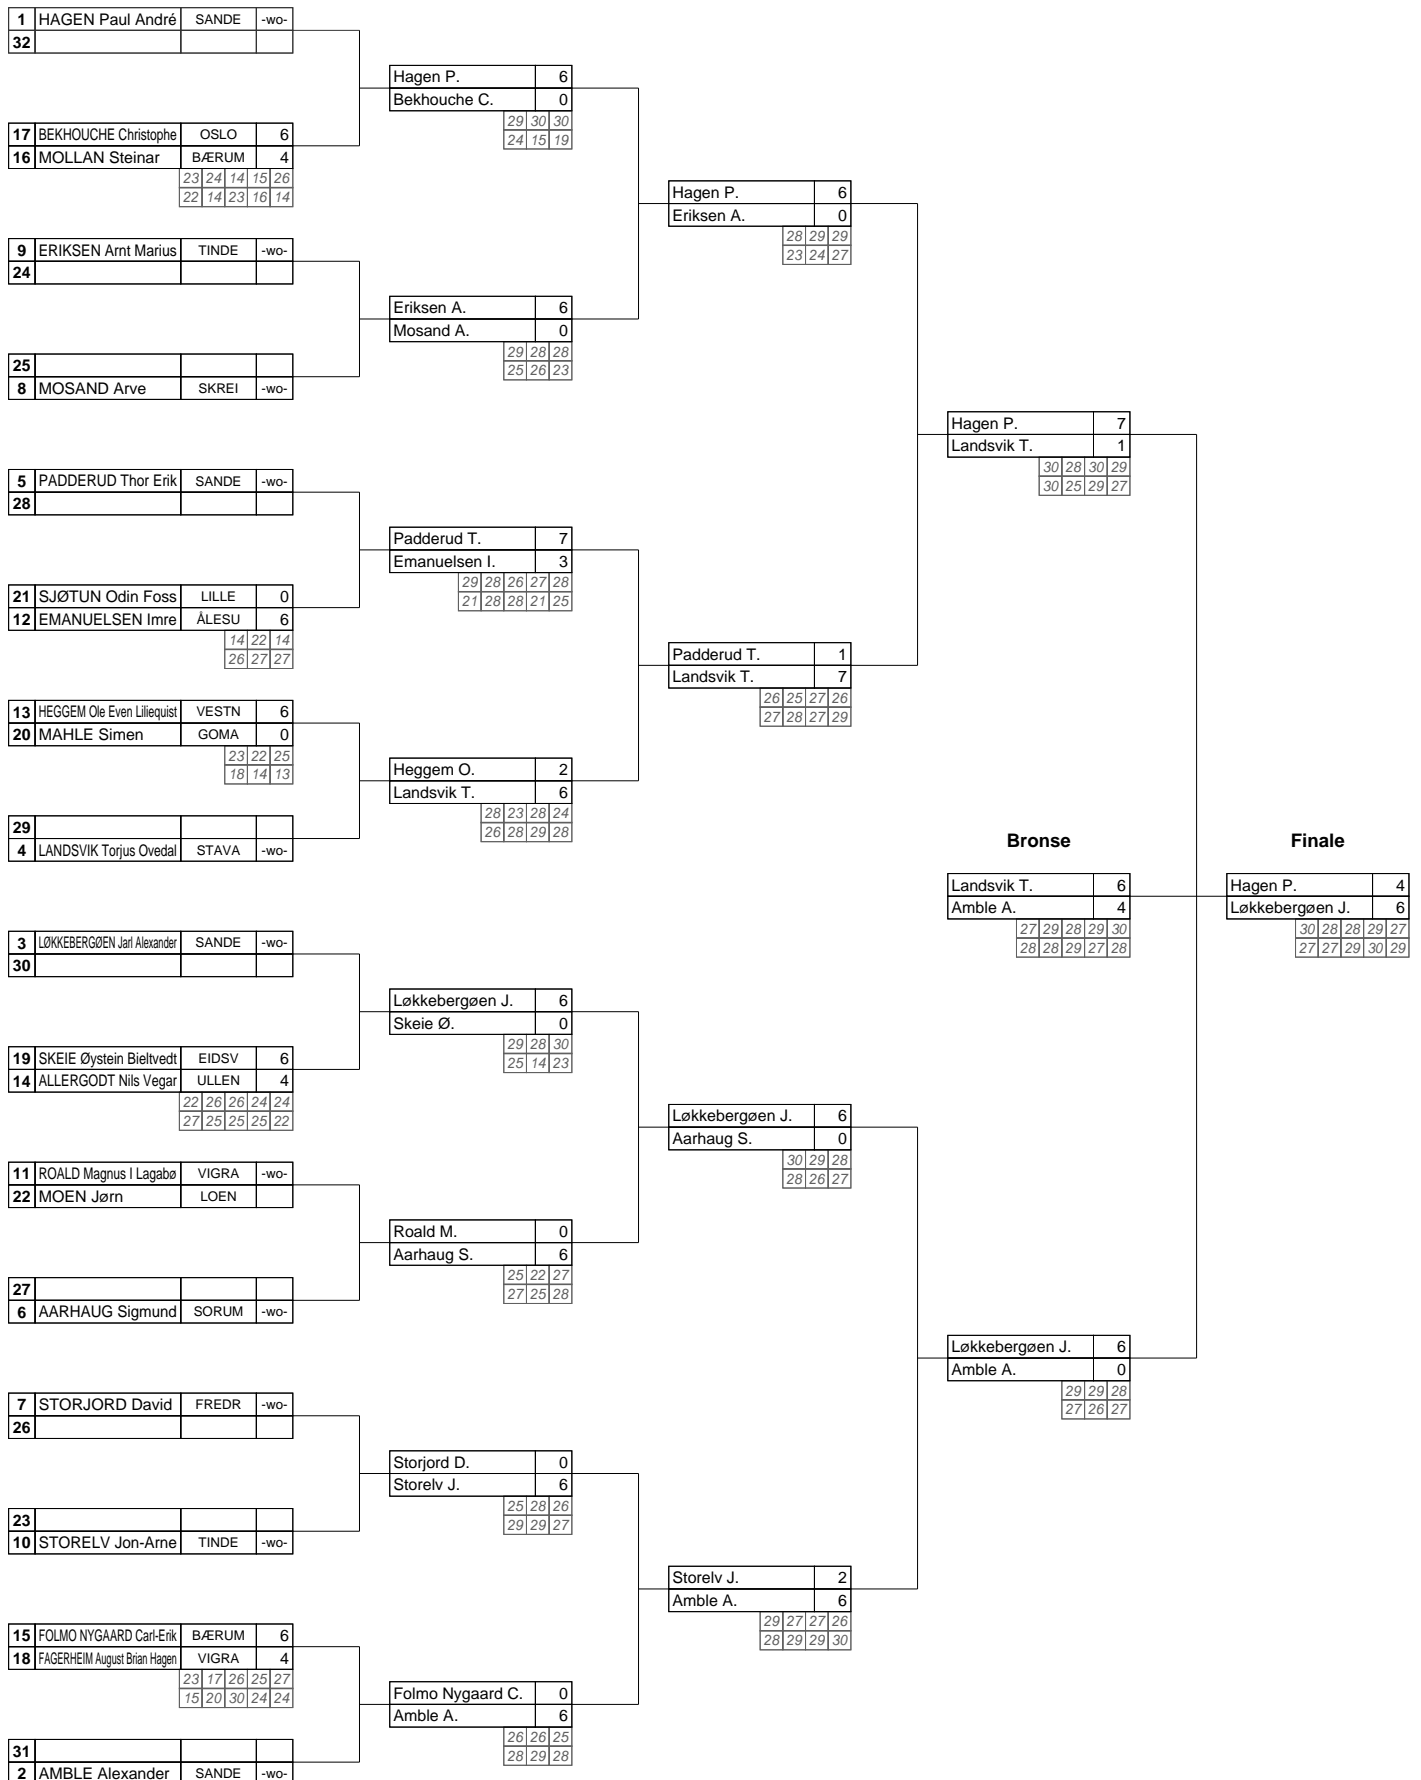 1 HAGEN Paul André SANDE -wo-
32
Hagen P. 6
Bekhouche C. 0
29 30 30
24 15 19
17 BEKHOUCHE Christophe OSLO 6
16 MOLLAN Steinar BÆRUM 4
23 24 14 15 26
22 14 23 16 14
Hagen P. 6
Eriksen A. 0
28 29 29
23 24 27
9 ERIKSEN Arnt Marius TINDE -wo-
24
Eriksen A. 6
Mosand A. 0
29 28 28
25 26 23
25
8 MOSAND Arve SKREI -wo-
Hagen P. 7
Landsvik T. 1
30 28 30 29
30 25 29 27
5 PADDERUD Thor Erik SANDE -wo-
28
Padderud T. 7
Emanuelsen I. 3
29 28 26 27 28
21 28 28 21 25
21 SJØTUN Odin Foss LILLE 0
12 EMANUELSEN Imre ÅLESU 6
14 22 14
26 27 27
Padderud T. 1
Landsvik T. 7
26 25 27 26
27 28 27 29
13 HEGGEM Ole Even Liliequist VESTN 6
20 MAHLE Simen GOMA 0
23 22 25
18 14 13
Heggem O. 2
Landsvik T. 6
28 23 28 24
26 28 29 28
29
4 LANDSVIK Torjus Ovedal STAVA -wo-
Bronse Finale
Landsvik T. 6
Amble A. 4
27 29 28 29 30
28 28 29 27 28
Hagen P. 4
Løkkebergøen J. 6
30 28 28 29 27
27 27 29 30 29
3 LØKKEBERGØEN Jarl Alexander SANDE -wo-
30
Løkkebergøen J. 6
Skeie Ø. 0
29 28 30
25 14 23
19 SKEIE Øystein Bieltvedt EIDSV 6
14 ALLERGODT Nils Vegar ULLEN 4
22 26 26 24 24
27 25 25 25 22
Løkkebergøen J. 6
Aarhaug S. 0
30 29 28
28 26 27
11 ROALD Magnus I Lagabø VIGRA -wo-
22 MOEN Jørn LOEN
Roald M. 0
Aarhaug S. 6
25 22 27
27 25 28
27
6 AARHAUG Sigmund SORUM -wo-
Løkkebergøen J. 6
Amble A. 0
29 29 28
27 26 27
7 STORJORD David FREDR -wo-
26
Storjord D. 0
Storelv J. 6
25 28 26
29 29 27
23
10 STORELV Jon-Arne TINDE -wo-
Storelv J. 2
Amble A. 6
29 27 27 26
28 29 29 30
15 FOLMO NYGAARD Carl-Erik BÆRUM 6
18 FAGERHEIM August Brian Hagen VIGRA 4
23 17 26 25 27
15 20 30 24 24
Folmo Nygaard C. 0
Amble A. 6
26 26 25
28 29 28
31
2 AMBLE Alexander SANDE -wo-